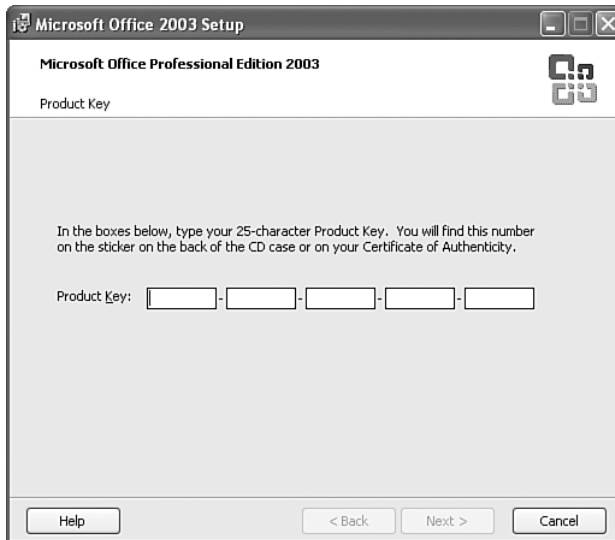 Microsoft Office 2003 Setup
Microsoft Office Professional Edition 2003
Product Key
In the boxes below, type your 25-character Product Key. You will find this number
on the sticker on the back of the CD case or on your Certificate of Authenticity.
Product Key: - - - -
Help < Back Next > Cancel